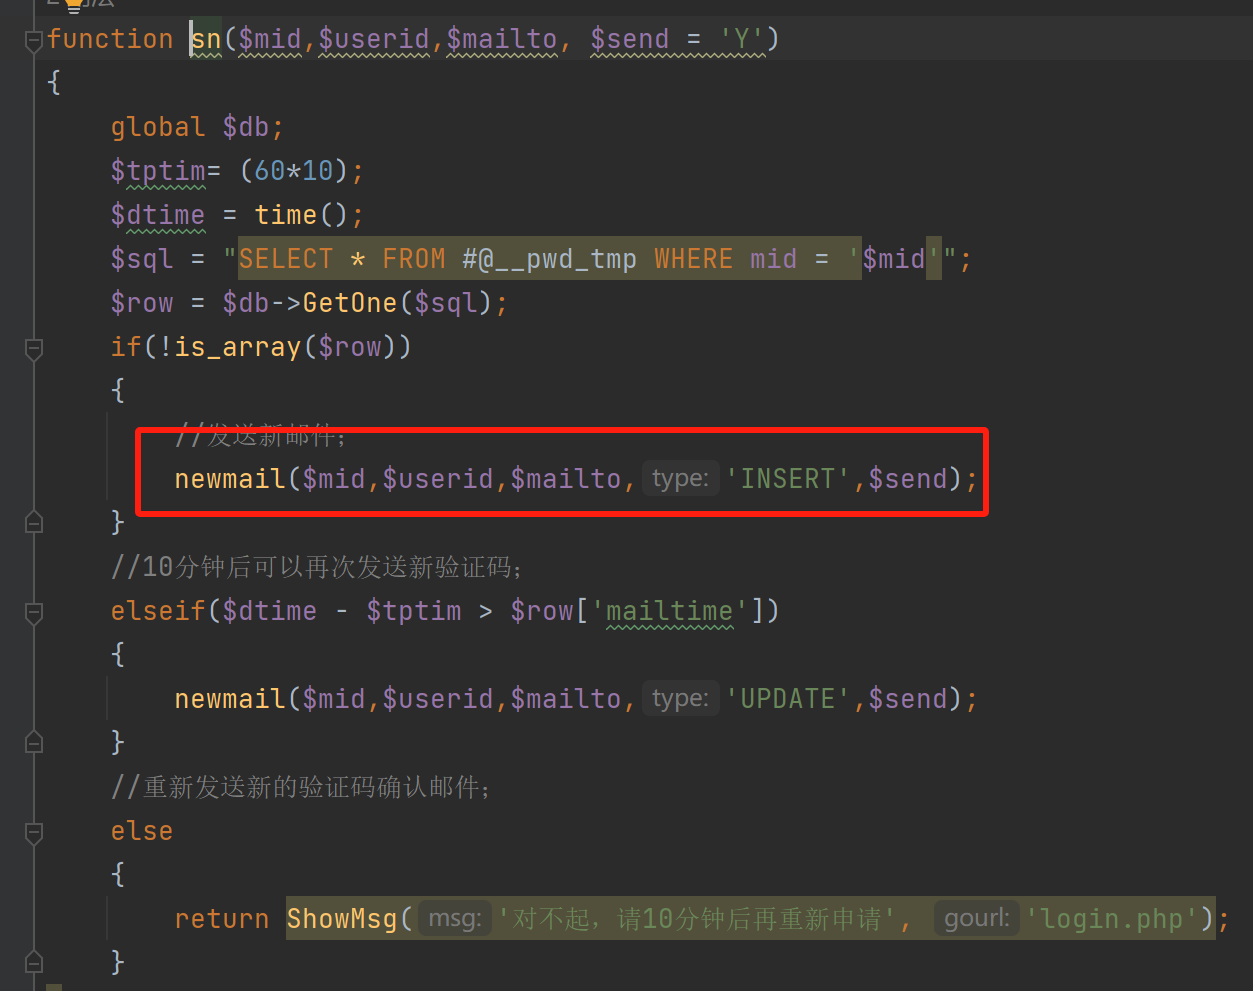 function sn($mid,$userid,$mailto, $send = 'Y')
{
global $db;
$tptim= (60*10);
$dtime = time();
$sql = "SELECT * FROM #@__pwd_tmp WHERE mid = '$mid'";
$row = $db->GetOne($sql);
if(!is_array($row))
{
//发送新邮件;
newmail($mid,$userid,$mailto, type: 'INSERT',$send);
}
//10分钟后可以再次发送新验证码;
elseif($dtime - $tptim > $row['mailtime'])
{
newmail($mid,$userid,$mailto, type: 'UPDATE',$send);
}
//重新发送新的验证码确认邮件;
else
{
return ShowMsg( msg: '对不起，请10分钟后再重新申请', gourl: 'login.php');
}